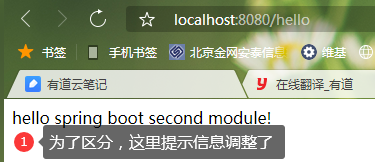 localhost:8080/hello
书签 手机书签 北京金网安泰信息 维基
有道云笔记 在线翻译_有道
hello spring boot second module!
1 为了区分，这里提示信息调整了